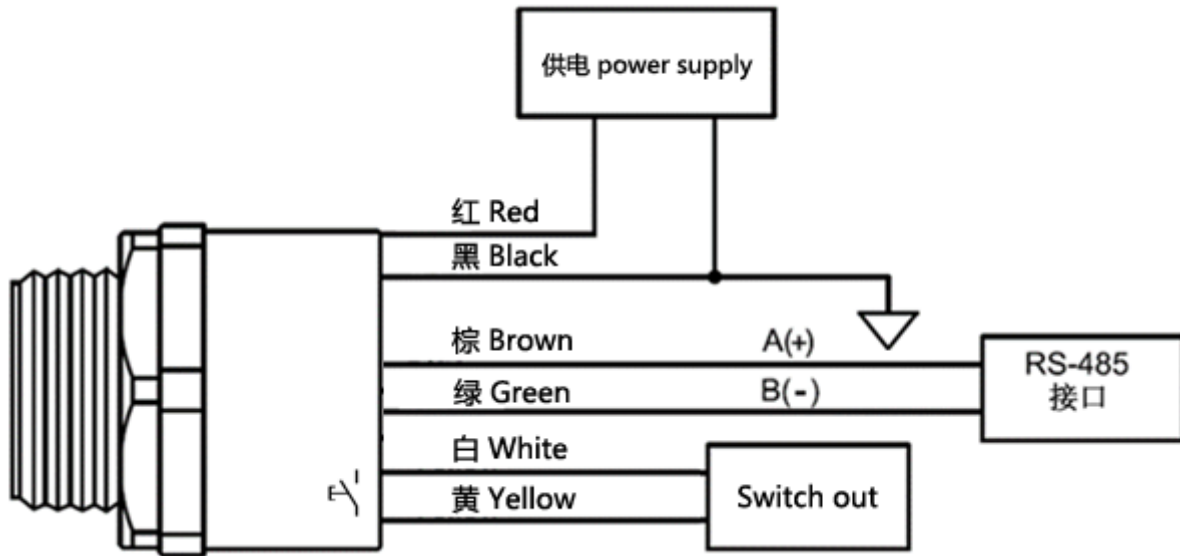 供电 power supply
红 Red
黑 Black
棕 Brown
A(+)
绿 Green
B(-)
RS-485
接口
白 White
黄 Yellow
Switch out